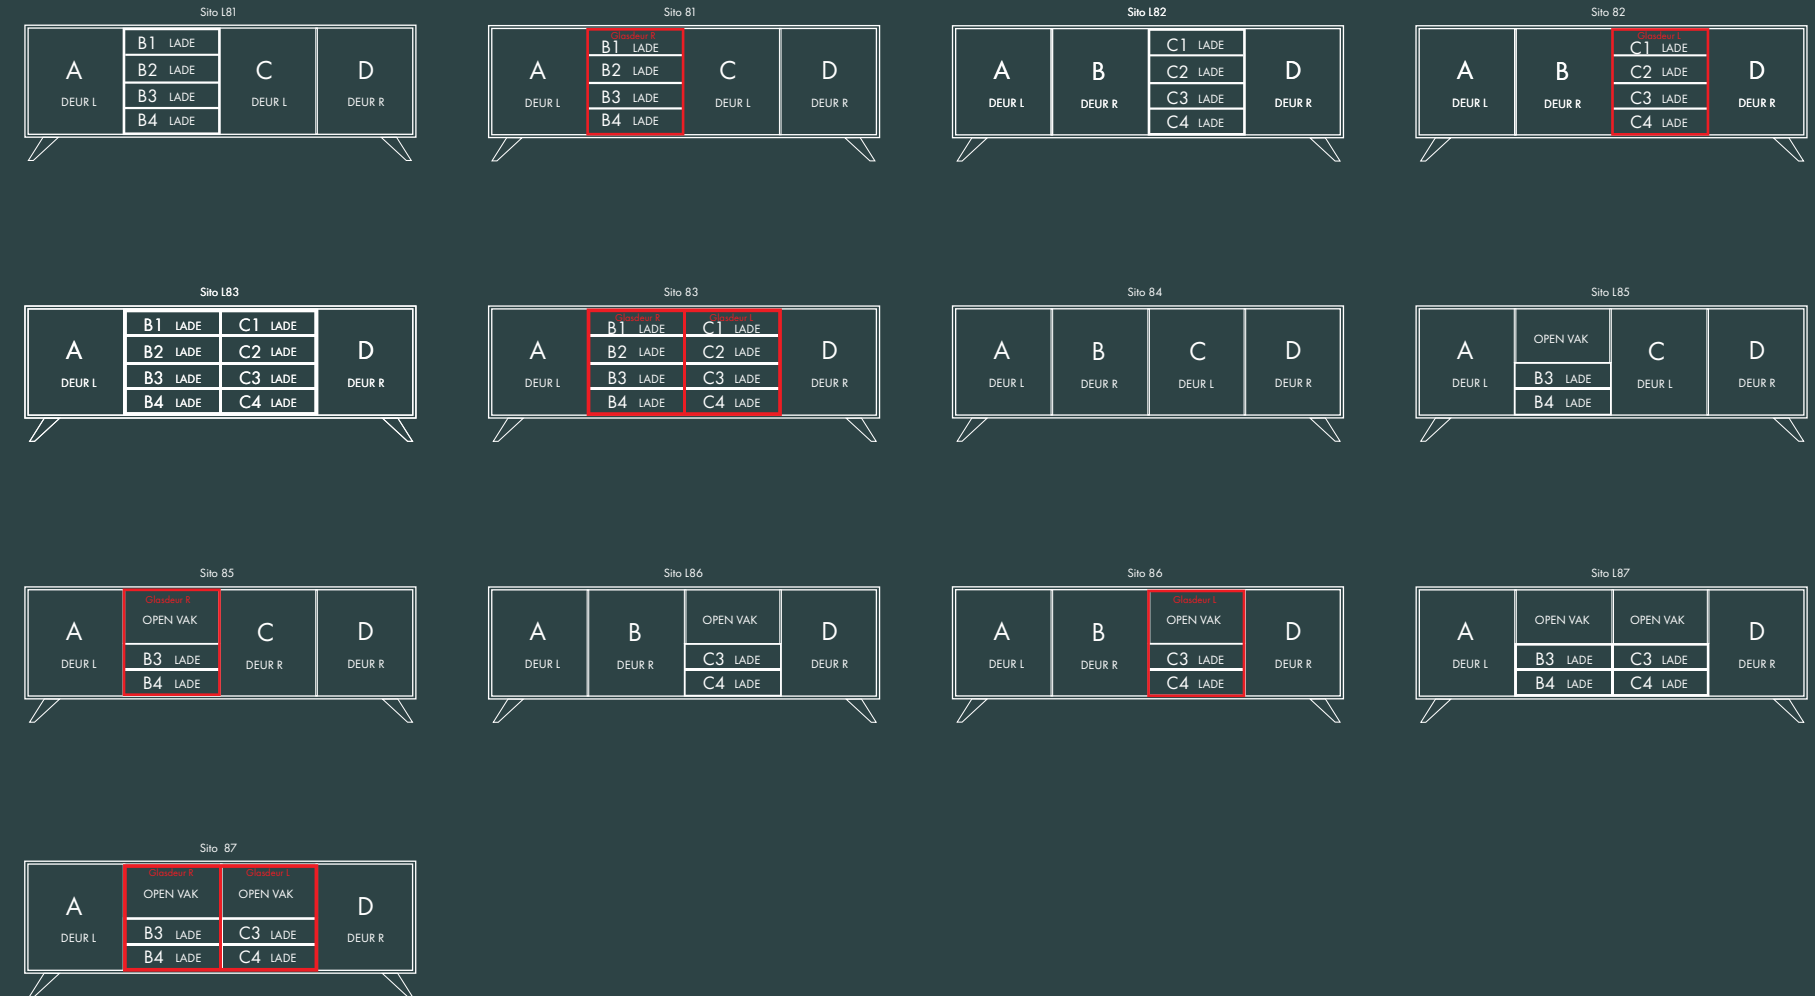 Sito L81
A
DEUR L
B1 LADE
B2 LADE
B3 LADE
B4 LADE
C
DEUR L
D
DEUR R
Sito 81
A
DEUR L
Glasdeur R
B1 LADE
B2 LADE
B3 LADE
B4 LADE
C
DEUR L
D
DEUR R
Sito L82
A
DEUR L
B
DEUR R
C1 LADE
C2 LADE
C3 LADE
C4 LADE
D
DEUR R
Sito 82
A
DEUR L
B
DEUR R
Glasdeur L
C1 LADE
C2 LADE
C3 LADE
C4 LADE
D
DEUR R
Sito L83
A
DEUR L
B1 LADE C1 LADE
B2 LADE C2 LADE
B3 LADE C3 LADE
B4 LADE C4 LADE
D
DEUR R
Sito 83
A
DEUR L
Glasdeur R Glasdeur L
B1 LADE C1 LADE
B2 LADE C2 LADE
B3 LADE C3 LADE
B4 LADE C4 LADE
D
DEUR R
Sito 84
A
DEUR L
B
DEUR R
C
DEUR L
D
DEUR R
Sito L85
A
DEUR L
OPEN VAK
B3 LADE
B4 LADE
C
DEUR L
D
DEUR R
Sito 85
A
DEUR L
Glasdeur R
OPEN VAK
B3 LADE
B4 LADE
C
DEUR R
D
DEUR R
Sito L86
A
DEUR L
B
DEUR R
OPEN VAK
C3 LADE
C4 LADE
D
DEUR R
Sito 86
A
DEUR L
B
DEUR R
Glasdeur L
OPEN VAK
C3 LADE
C4 LADE
D
DEUR R
Sito L87
A
DEUR L
OPEN VAK OPEN VAK
B3 LADE C3 LADE
B4 LADE C4 LADE
D
DEUR R
Sito 87
A
DEUR L
Glasdeur R Glasdeur L
OPEN VAK OPEN VAK
B3 LADE C3 LADE
B4 LADE C4 LADE
D
DEUR R